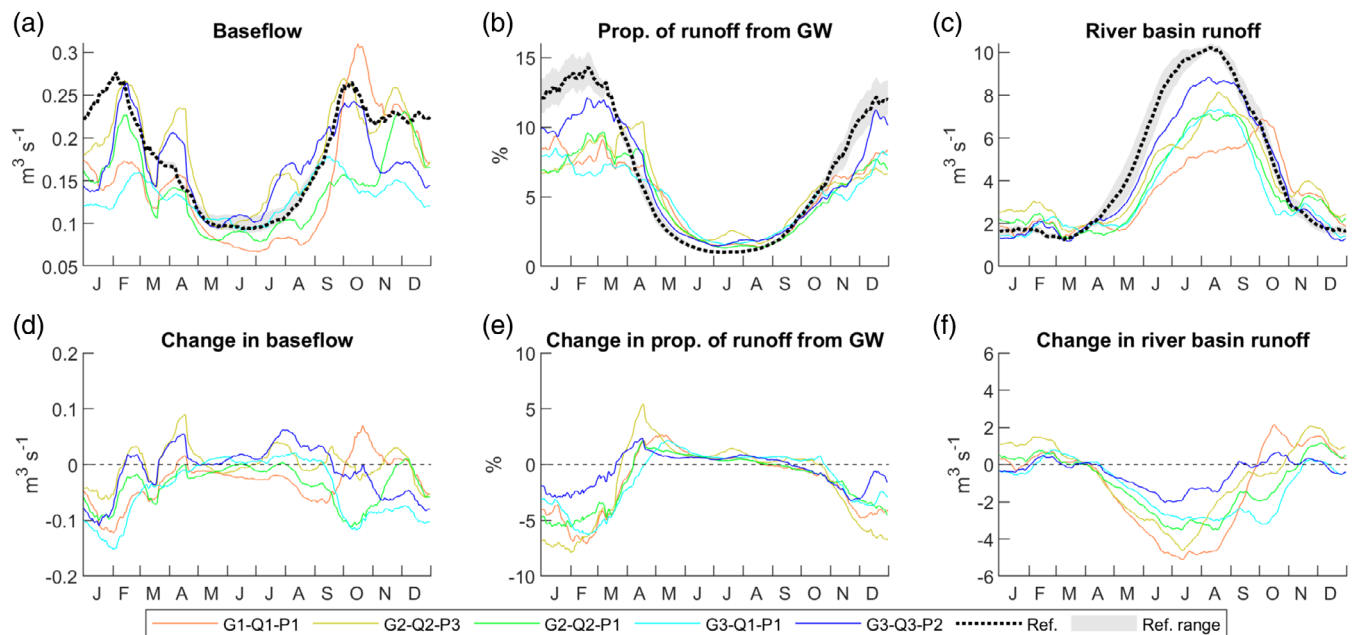 (a) Baseflow
m³ s⁻¹
0.3
0.25
0.2
0.15
0.1
0.05
J F M A M J J A S O N D
(b) Prop. of runoff from GW
%
15
10
5
0
J F M A M J J A S O N D
(c) River basin runoff
m³ s⁻¹
10
8
6
4
2
0
J F M A M J J A S O N D
(d) Change in baseflow
m³ s⁻¹
0.2
0.1
0
-0.1
-0.2
J F M A M J J A S O N D
(e) Change in prop. of runoff from GW
%
10
5
0
-5
-10
J F M A M J J A S O N D
(f) Change in river basin runoff
m³ s⁻¹
6
4
2
0
-2
-4
-6
J F M A M J J A S O N D
G1-Q1-P1 G2-Q2-P3 G2-Q2-P1 G3-Q1-P1 G3-Q3-P2 Ref. Ref. range